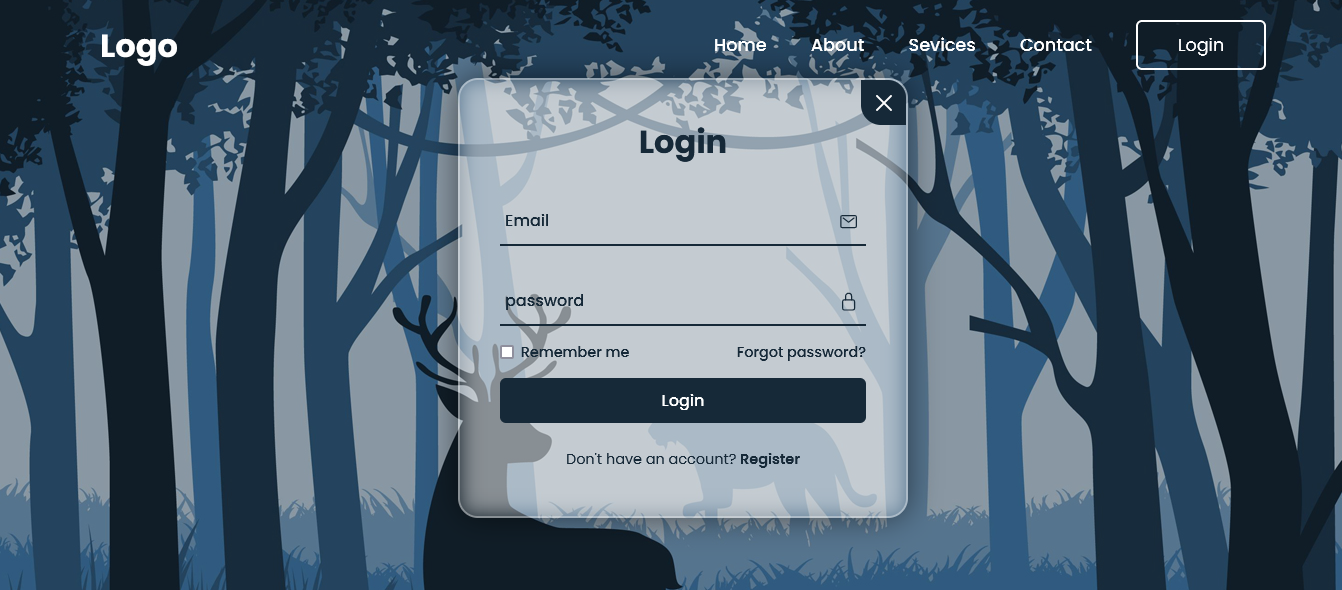 Logo
Home About Sevices Contact Login
Login
Email
password
Remember me Forgot password?
Login
Don't have an account? Register